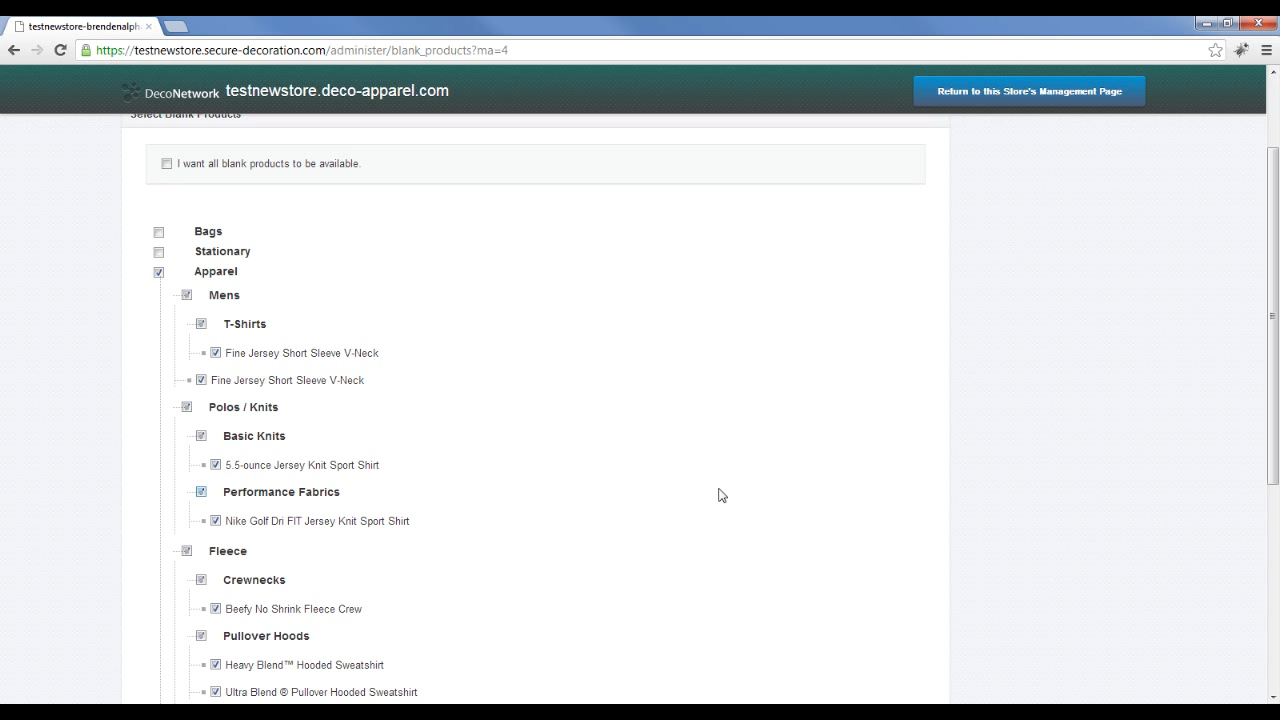 testnewstore-brendenalph
https://testnewstore.secure-decoration.com/administer/blank_products?ma=4
DecoNetwork testnewstore.deco-apparel.com
Return to this Store's Management Page
Select Blank Products
I want all blank products to be available.
Bags
Stationary
Apparel
Mens
T-Shirts
Fine Jersey Short Sleeve V-Neck
Fine Jersey Short Sleeve V-Neck
Polos / Knits
Basic Knits
5.5-ounce Jersey Knit Sport Shirt
Performance Fabrics
Nike Golf Dri FIT Jersey Knit Sport Shirt
Fleece
Crewnecks
Beefy No Shrink Fleece Crew
Pullover Hoods
Heavy Blend™ Hooded Sweatshirt
Ultra Blend ® Pullover Hooded Sweatshirt